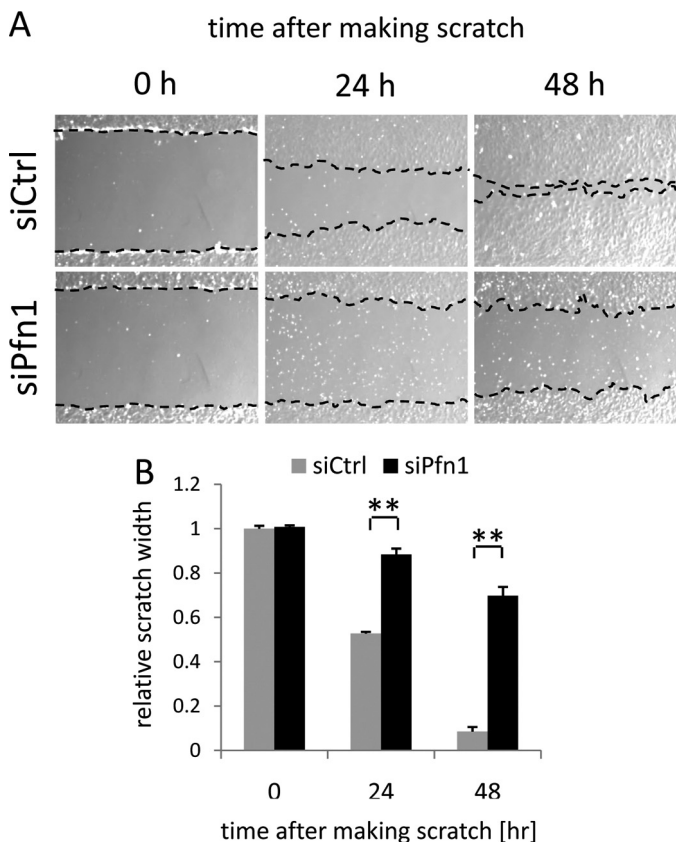 A
time after making scratch
0 h 24 h 48 h
siCtrl
siPfn1
B
siCtrl siPfn1
relative scratch width
1.2
1
0.8
0.6
0.4
0.2
0
** **
0 24 48
time after making scratch [hr]